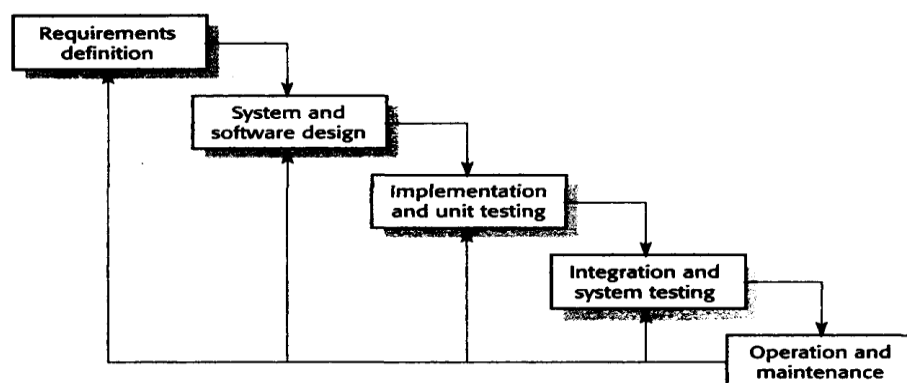 Requirements
definition
System and
software design
Implementation
and unit testing
Integration and
system testing
Operation and
maintenance